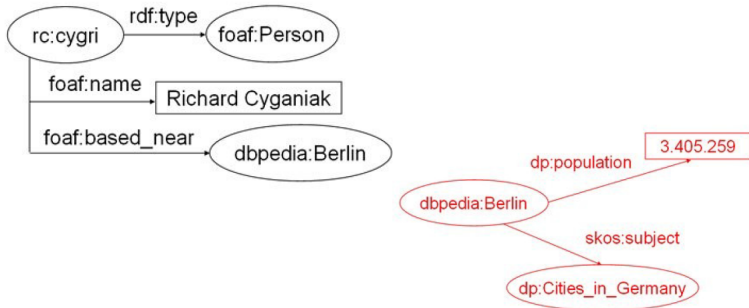 rc:cygri
rdf:type
foaf:Person
foaf:name
Richard Cyganiak
foaf:based_near
dbpedia:Berlin
3.405.259
dp:population
dbpedia:Berlin
skos:subject
dp:Cities_in_Germany